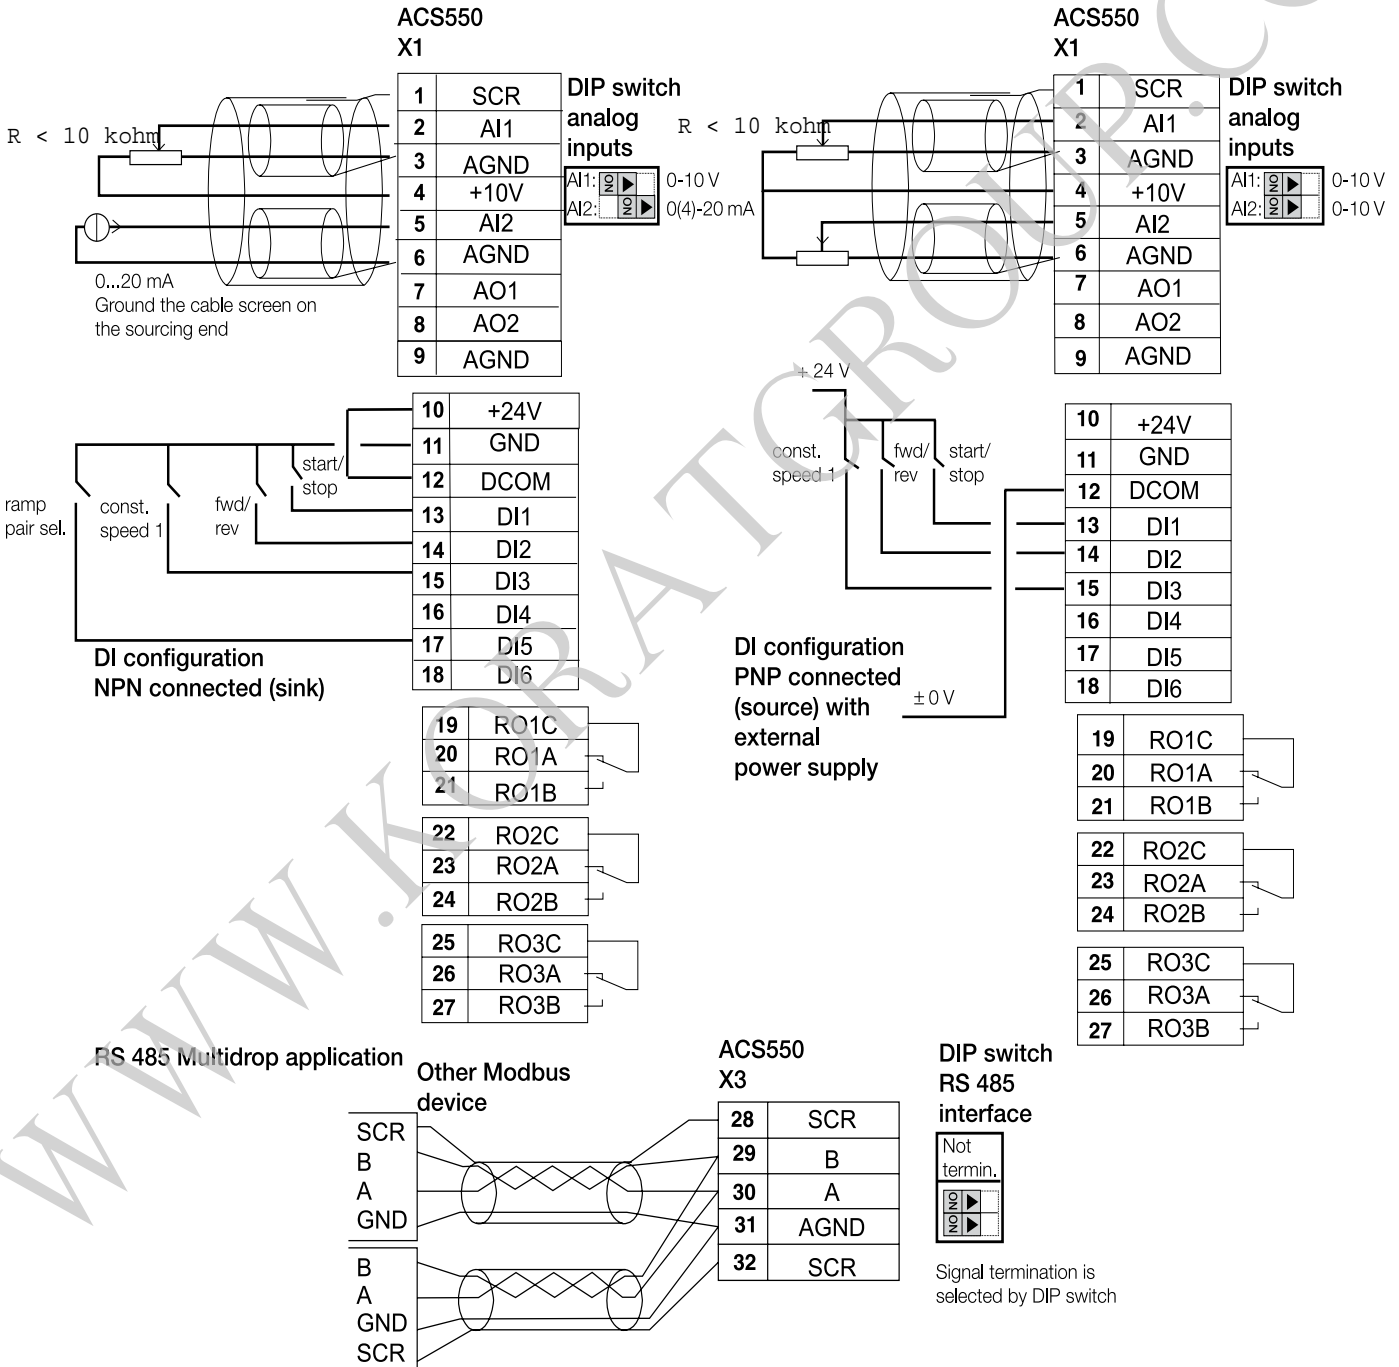 ACS550
X1
R < 10 kohm
1 SCR
2 AI1
3 AGND
4 +10V
5 AI2
6 AGND
7 AO1
8 AO2
9 AGND
DIP switch
analog
inputs
AI1: ON 0-10 V
AI2: ON 0(4)-20 mA
0...20 mA
Ground the cable screen on
the sourcing end
10 +24V
11 GND
12 DCOM
13 DI1
14 DI2
15 DI3
16 DI4
17 DI5
18 DI6
start/
stop
fwd/
rev
const.
speed 1
ramp
pair sel.
DI configuration
NPN connected (sink)
19 RO1C
20 RO1A
21 RO1B
22 RO2C
23 RO2A
24 RO2B
25 RO3C
26 RO3A
27 RO3B
ACS550
X1
R < 10 kohm
1 SCR
2 AI1
3 AGND
4 +10V
5 AI2
6 AGND
7 AO1
8 AO2
9 AGND
DIP switch
analog
inputs
AI1: ON 0-10 V
AI2: ON 0-10 V
+ 24 V
const.
speed 1
fwd/
rev
start/
stop
10 +24V
11 GND
12 DCOM
13 DI1
14 DI2
15 DI3
16 DI4
17 DI5
18 DI6
DI configuration
PNP connected
(source) with
external
power supply
±0 V
19 RO1C
20 RO1A
21 RO1B
22 RO2C
23 RO2A
24 RO2B
25 RO3C
26 RO3A
27 RO3B
RS 485 Multidrop application
Other Modbus
device
SCR
B
A
GND
B
A
GND
SCR
ACS550
X3
28 SCR
29 B
30 A
31 AGND
32 SCR
DIP switch
RS 485
interface
Not
termin.
ON
ON
Signal termination is
selected by DIP switch
WWW.KORATGROUP.CO